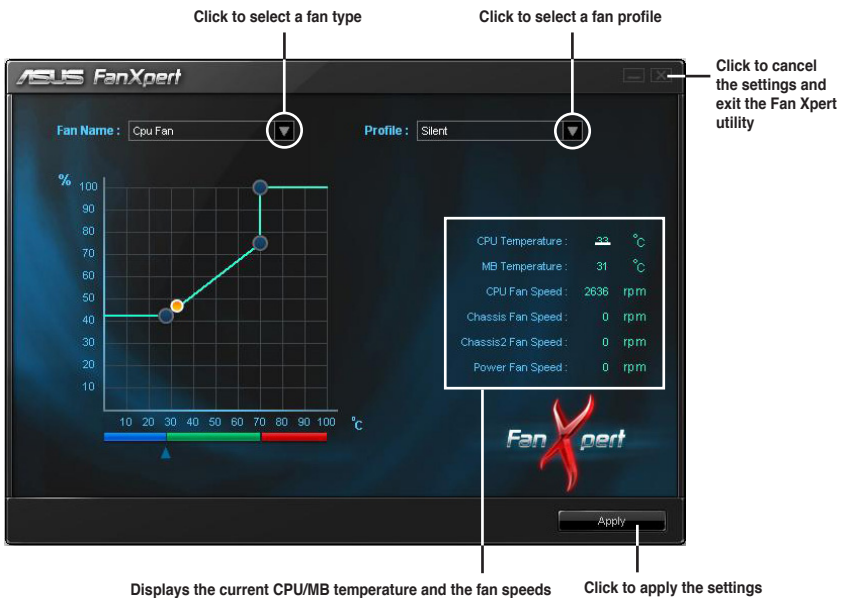 Click to select a fan type
Click to select a fan profile
Click to cancel
the settings and
exit the Fan Xpert
utility
ASUS FanXpert
Fan Name : Cpu Fan
Profile : Silent
%
100
90
80
70
60
50
40
30
20
10
10 20 30 40 50 60 70 80 90 100 °C
CPU Temperature : 33 °C
MB Temperature : 31 °C
CPU Fan Speed : 2636 rpm
Chassis Fan Speed : 0 rpm
Chassis2 Fan Speed : 0 rpm
Power Fan Speed : 0 rpm
Fan Xpert
Apply
Displays the current CPU/MB temperature and the fan speeds
Click to apply the settings